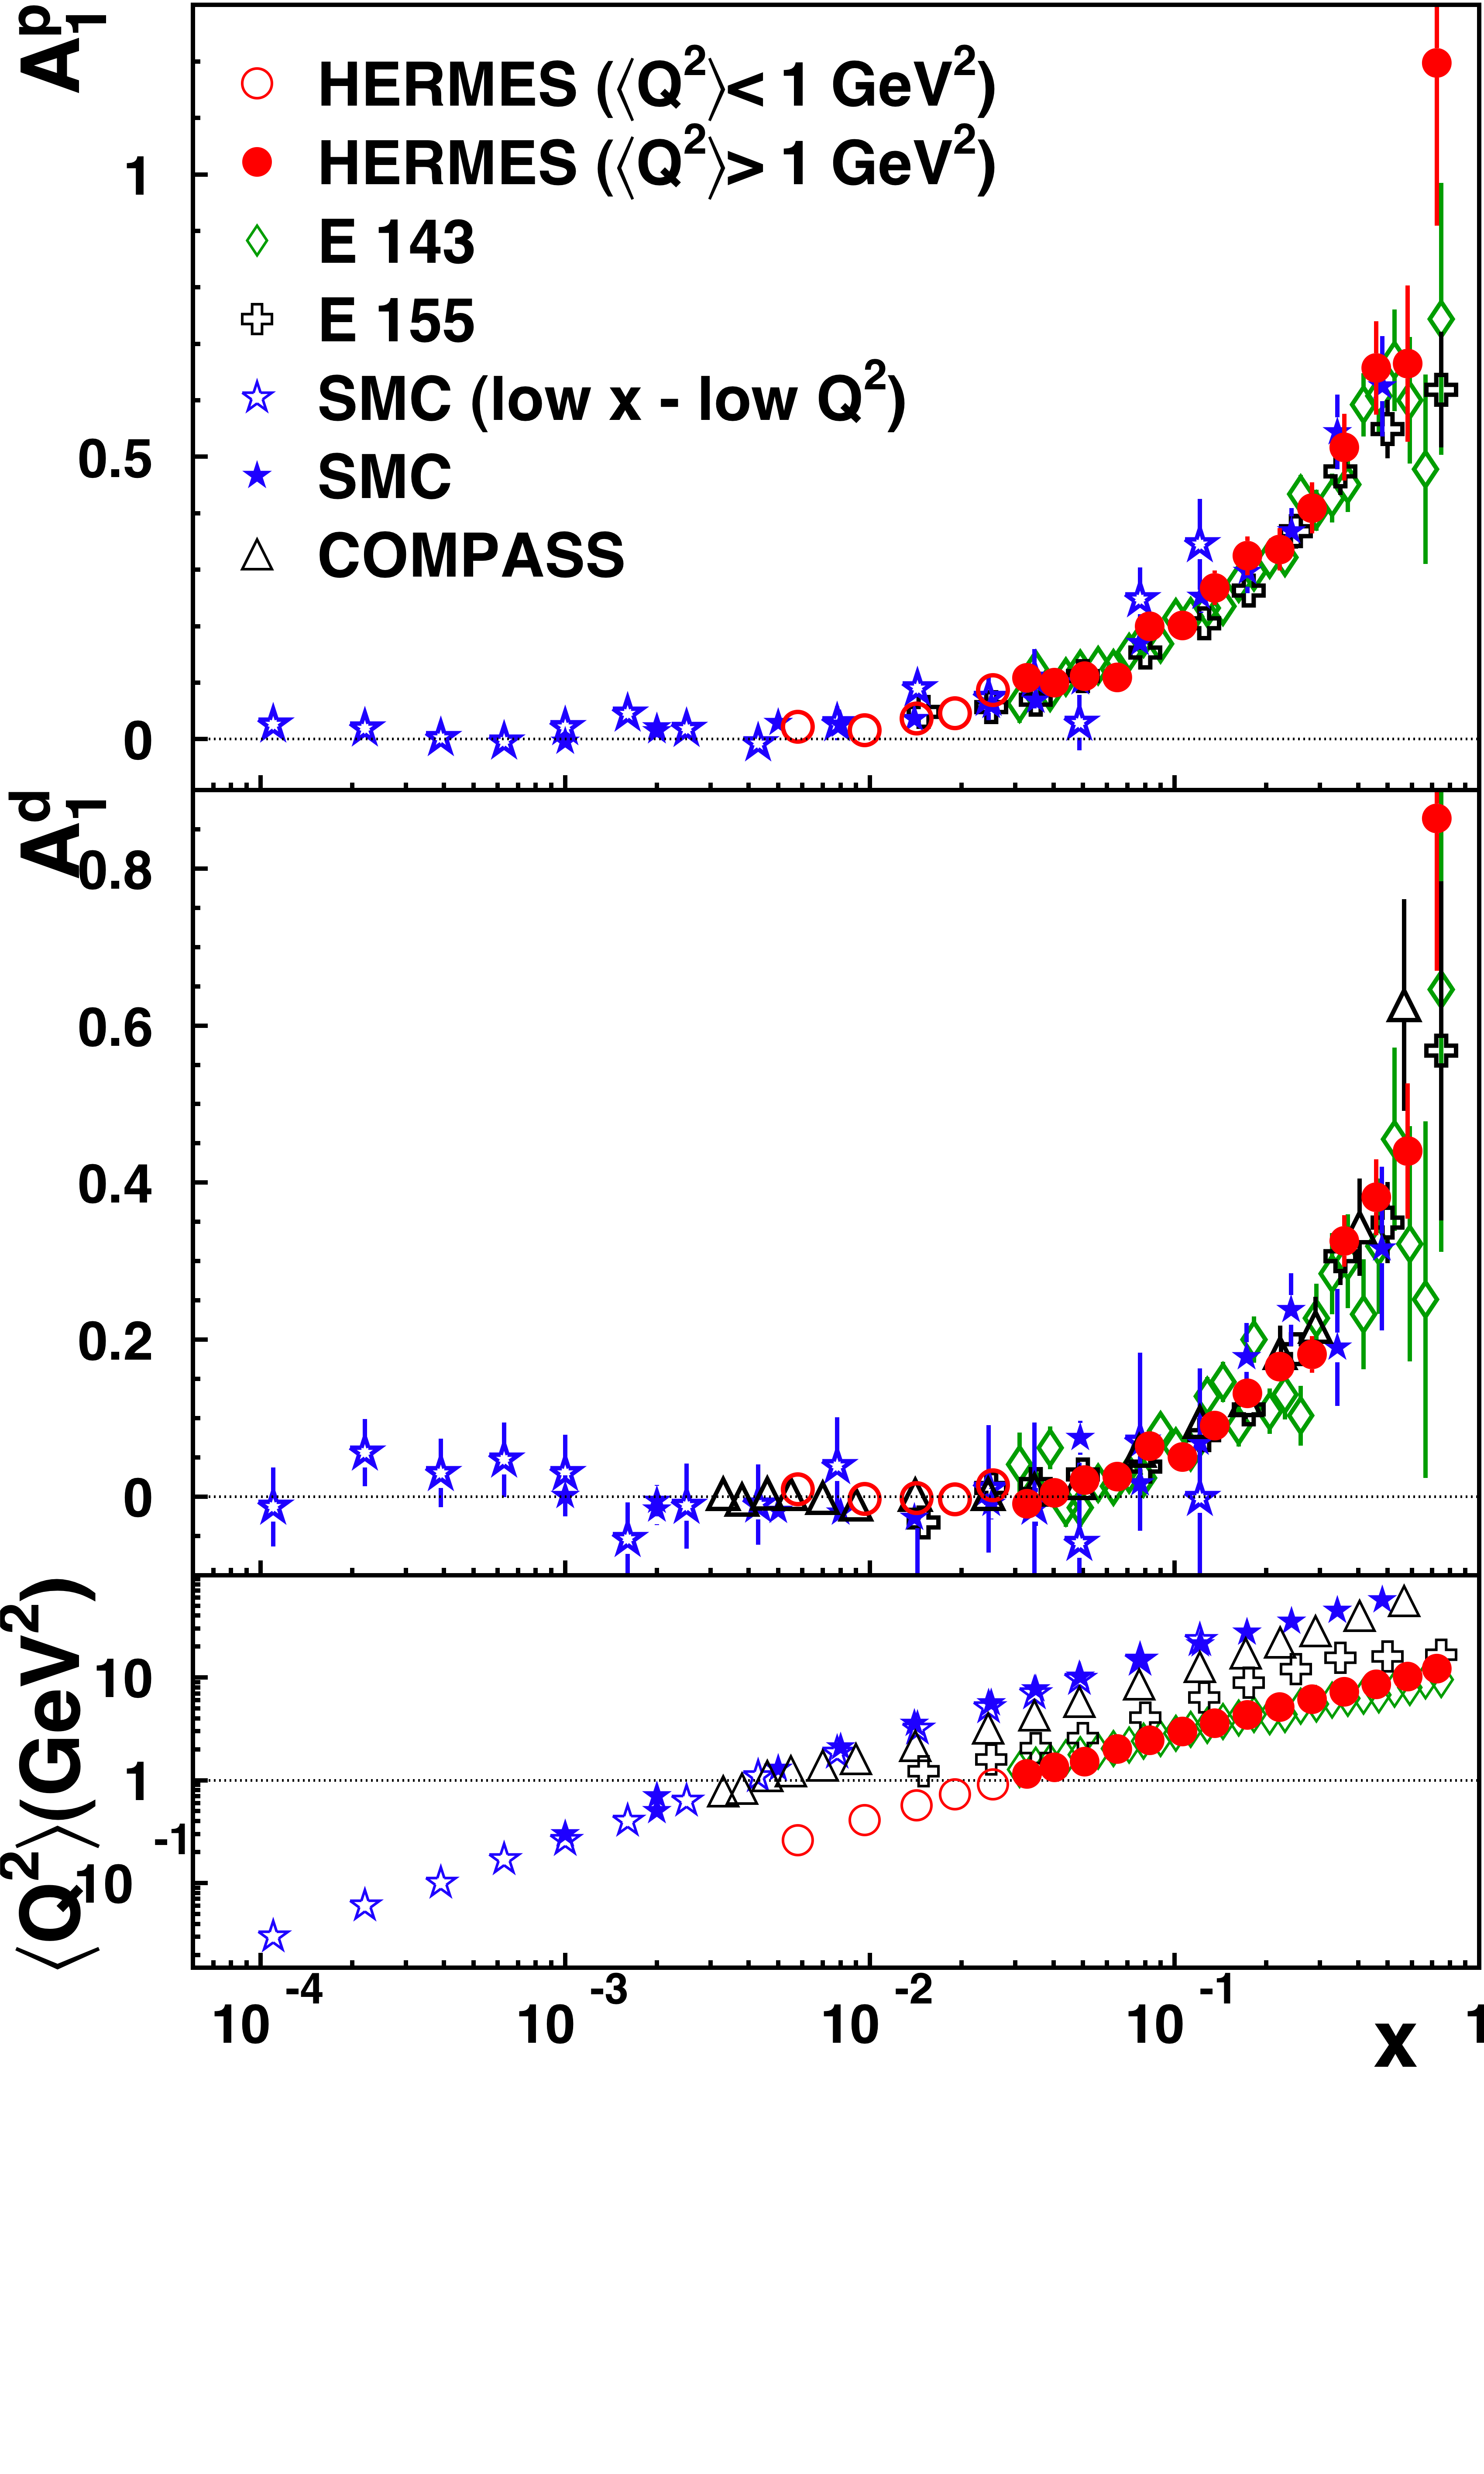 A₁ᵖ
HERMES (⟨Q²⟩< 1 GeV²)
HERMES (⟨Q²⟩> 1 GeV²)
E 143
E 155
SMC (low x - low Q²)
SMC
COMPASS
1
0.5
0
A₁ᵈ
0.8
0.6
0.4
0.2
0
⟨Q²⟩(GeV²)
10
1
10⁻¹
10⁻⁴
10⁻³
10⁻²
10⁻¹
1
x